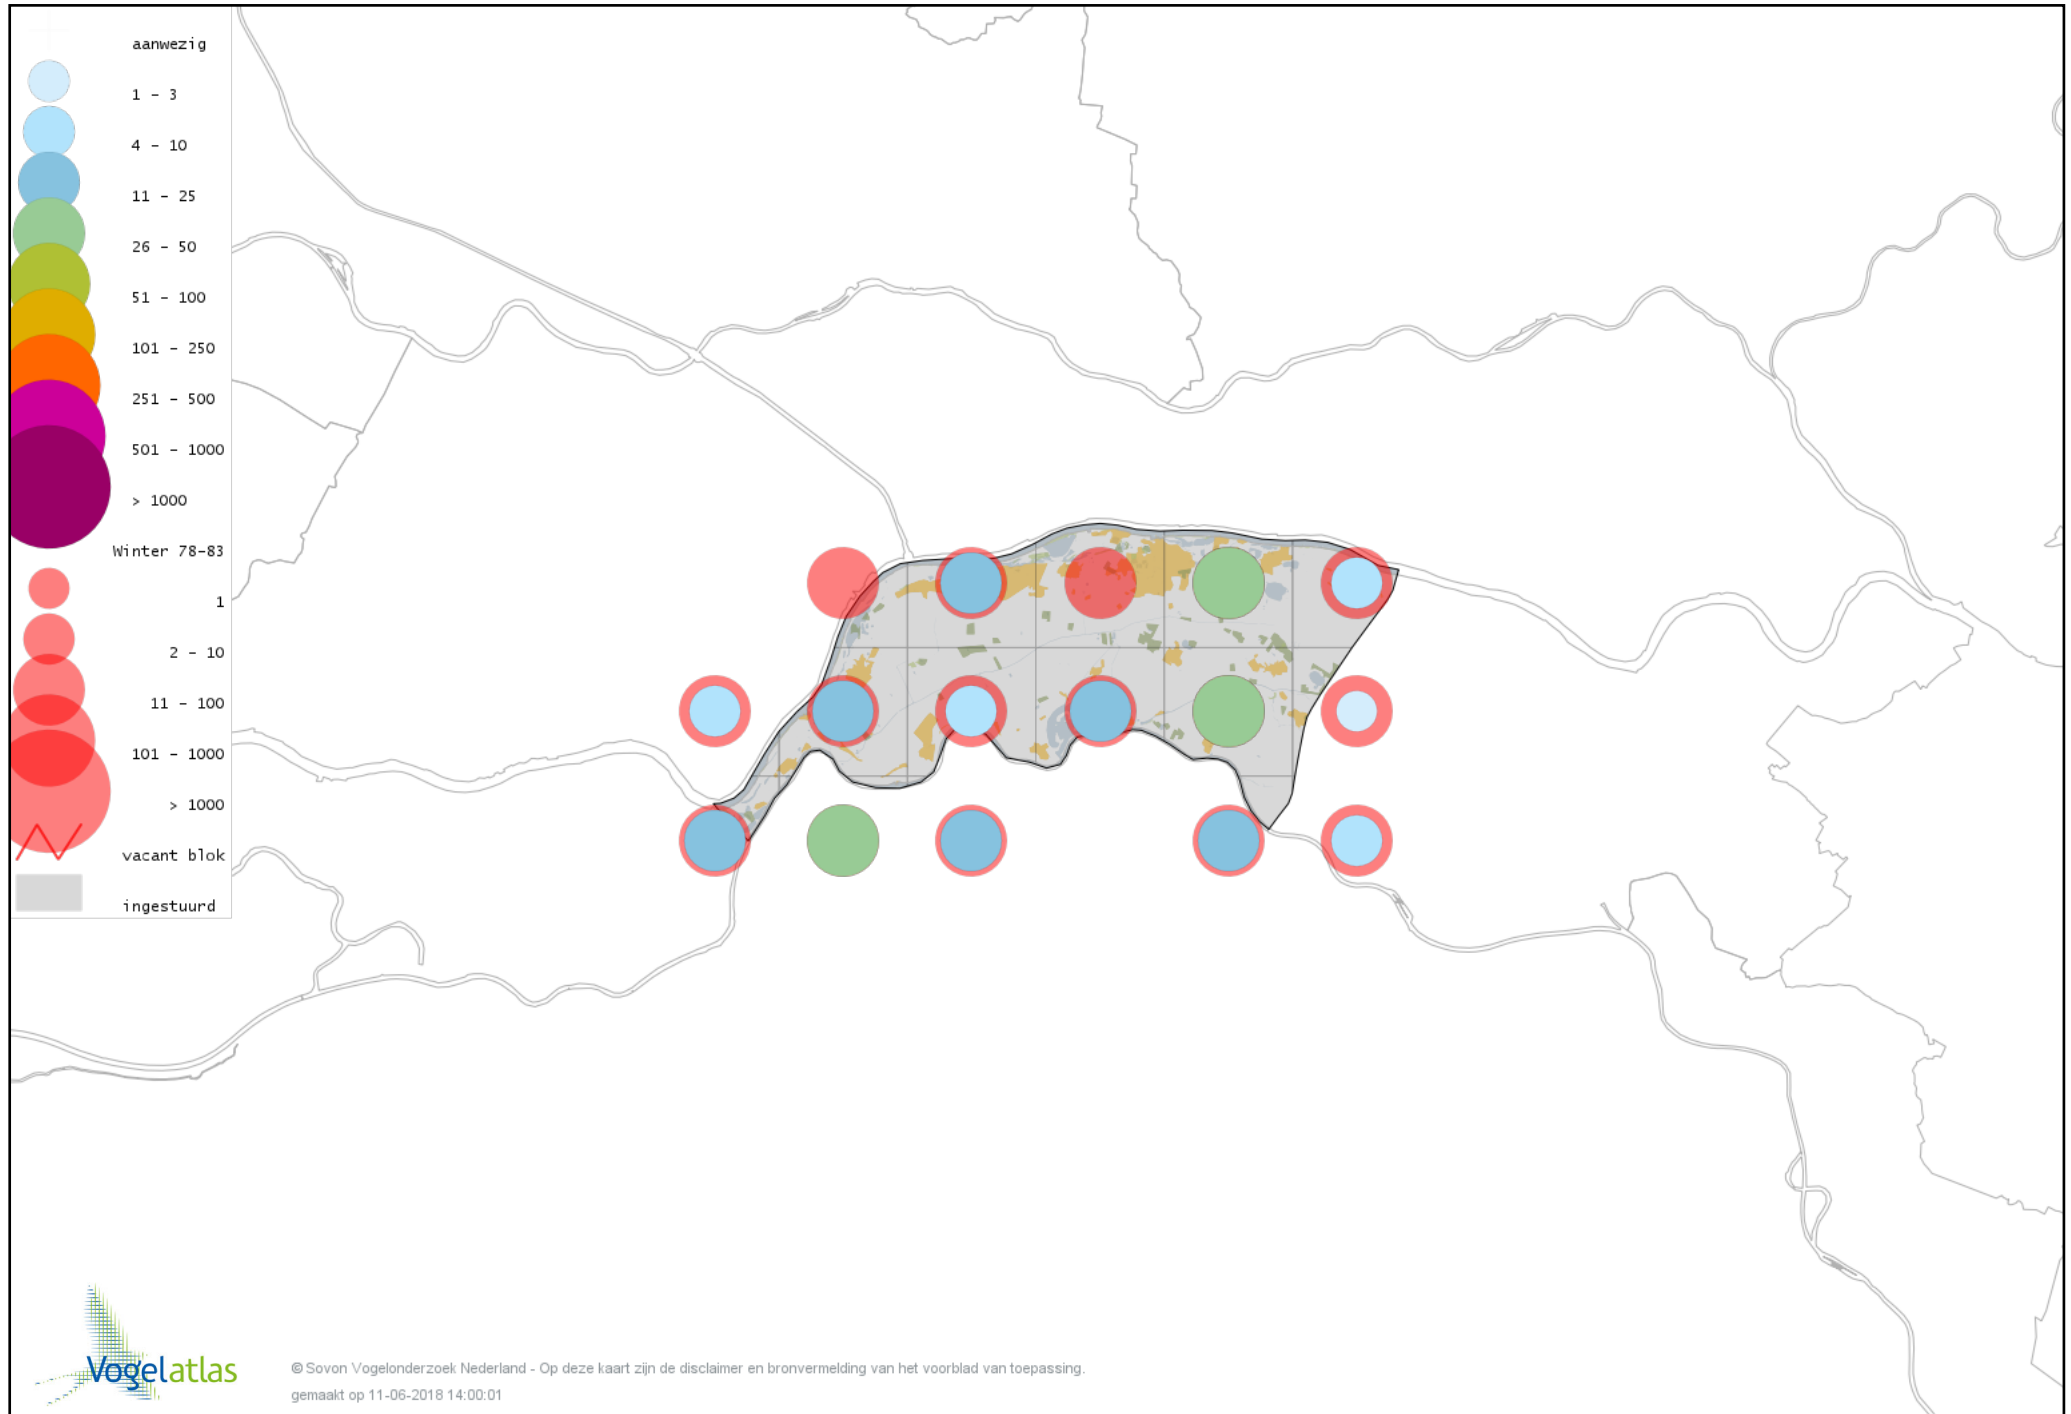 aanwezig
1 - 3
4 - 10
11 - 25
26 - 50
51 - 100
101 - 250
251 - 500
501 - 1000
> 1000
Winter 78-83
1
2 - 10
11 - 100
101 - 1000
> 1000
vacant blok
ingestuurd
Vogelatlas
© Sovon Vogelonderzoek Nederland - Op deze kaart zijn de disclaimer en bronvermelding van het voorblad van toepassing.
gemaakt op 11-06-2018 14:00:01